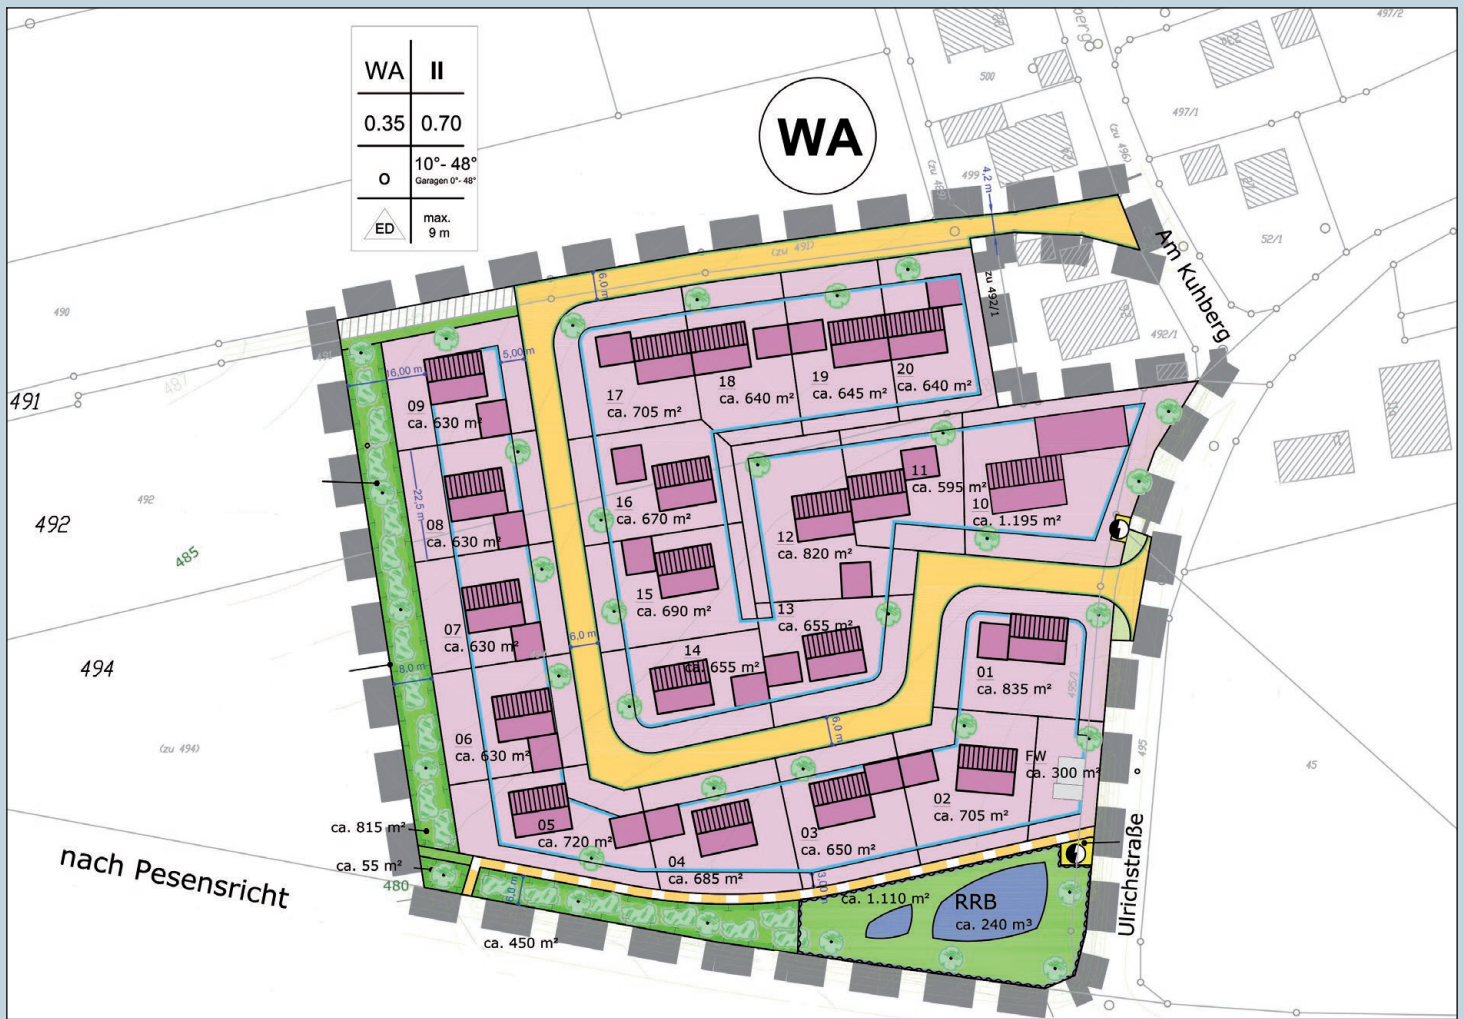 WA II
0.35 0.70
o 10°- 48°
Garagen 0°- 48°
ED max.
9 m
WA
497/2
500
497/1
(zu 496)
499
4,2 m
52/1
Am Kuhberg
492/1
zu 492/1
(zu 491)
6,0 m
490
491
491
487
16,00 m
5,00 m
09
ca. 630 m²
17
ca. 705 m²
18
ca. 640 m²
19
ca. 645 m²
20
ca. 640 m²
492
492
22,5 m
08
ca. 630 m²
16
ca. 670 m²
11
ca. 595 m²
10
ca. 1.195 m²
12
ca. 820 m²
485
15
ca. 690 m²
13
ca. 655 m²
07
ca. 630 m²
6,0 m
14
ca. 655 m²
494
8,0 m
01
ca. 835 m²
495/1
495
(zu 494)
06
ca. 630 m²
6,0 m
FW
ca. 300 m²
45
02
ca. 705 m²
05
ca. 720 m²
03
ca. 650 m²
04
ca. 685 m²
ca. 815 m²
ca. 55 m²
480
nach Pesensricht
6,0 m
3,00
ca. 1.110 m²
RRB
ca. 240 m³
ca. 450 m²
Ulrichstraße